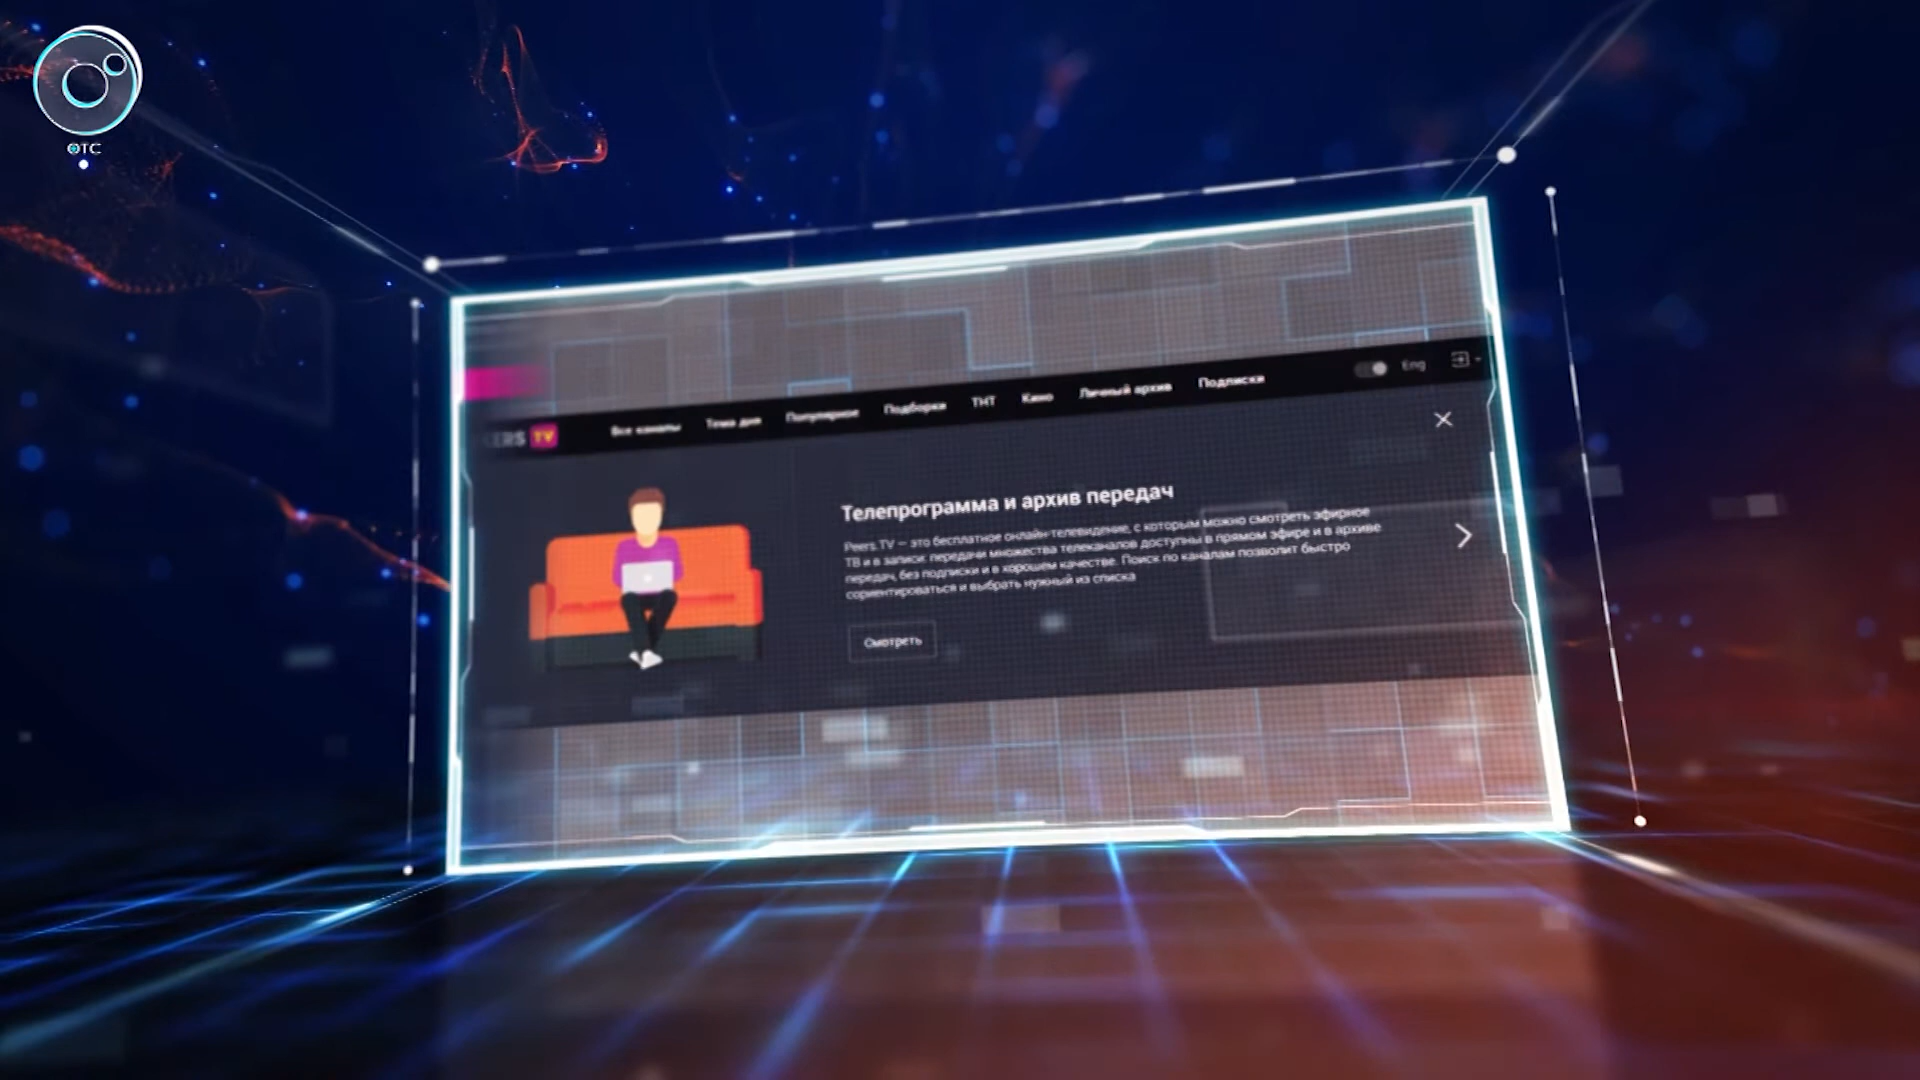 ОТС
Все каналы Тема дня Популярное Подборки ТНТ Кино Личный архив Подписки Eng
ERS TV
Телепрограмма и архив передач
Peers.TV — это бесплатное онлайн-телевидение, с которым можно смотреть эфирное
ТВ и в записи: передачи множества телеканалов доступны в прямом эфире и в архиве
передач, без подписки и в хорошем качестве. Поиск по каналам позволит быстро
сориентироваться и выбрать нужный из списка
Смотреть